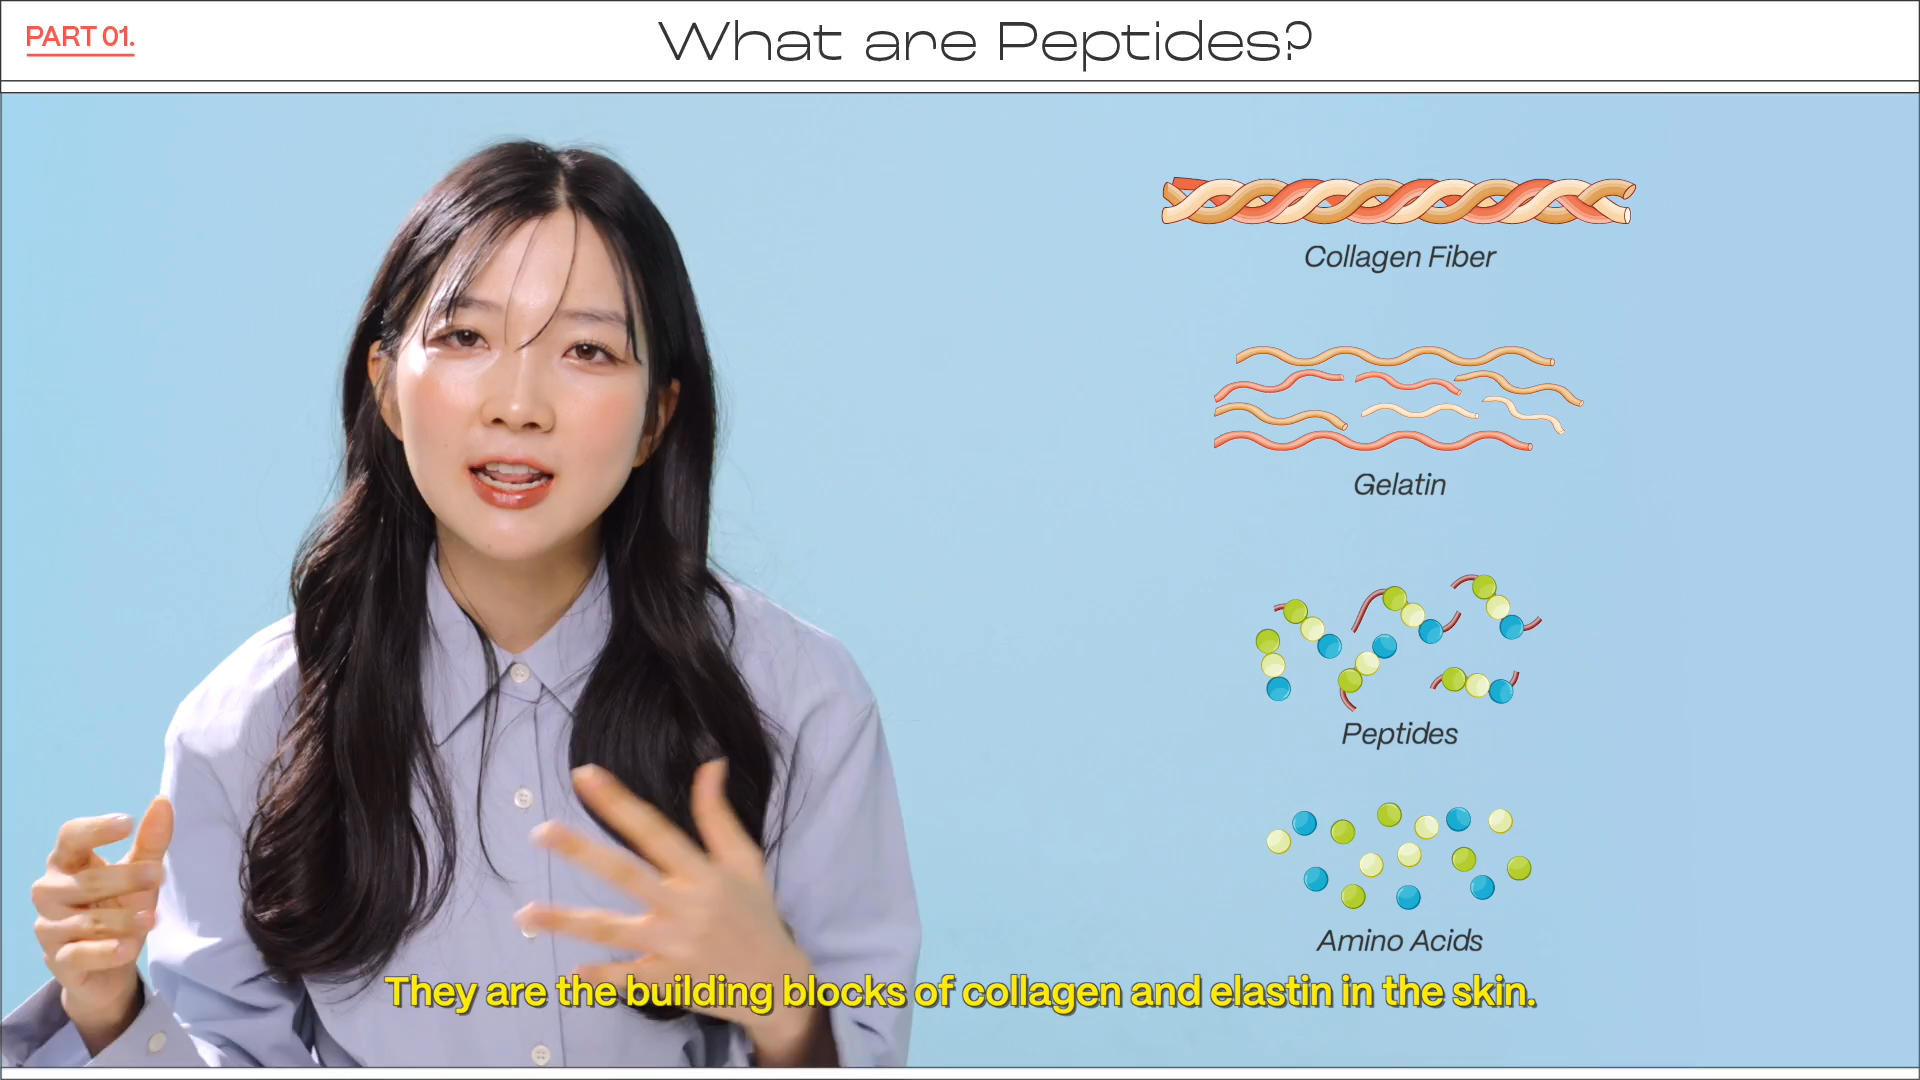 PART 01.
What are Peptides?
Collagen Fiber
Gelatin
Peptides
Amino Acids
They are the building blocks of collagen and elastin in the skin.